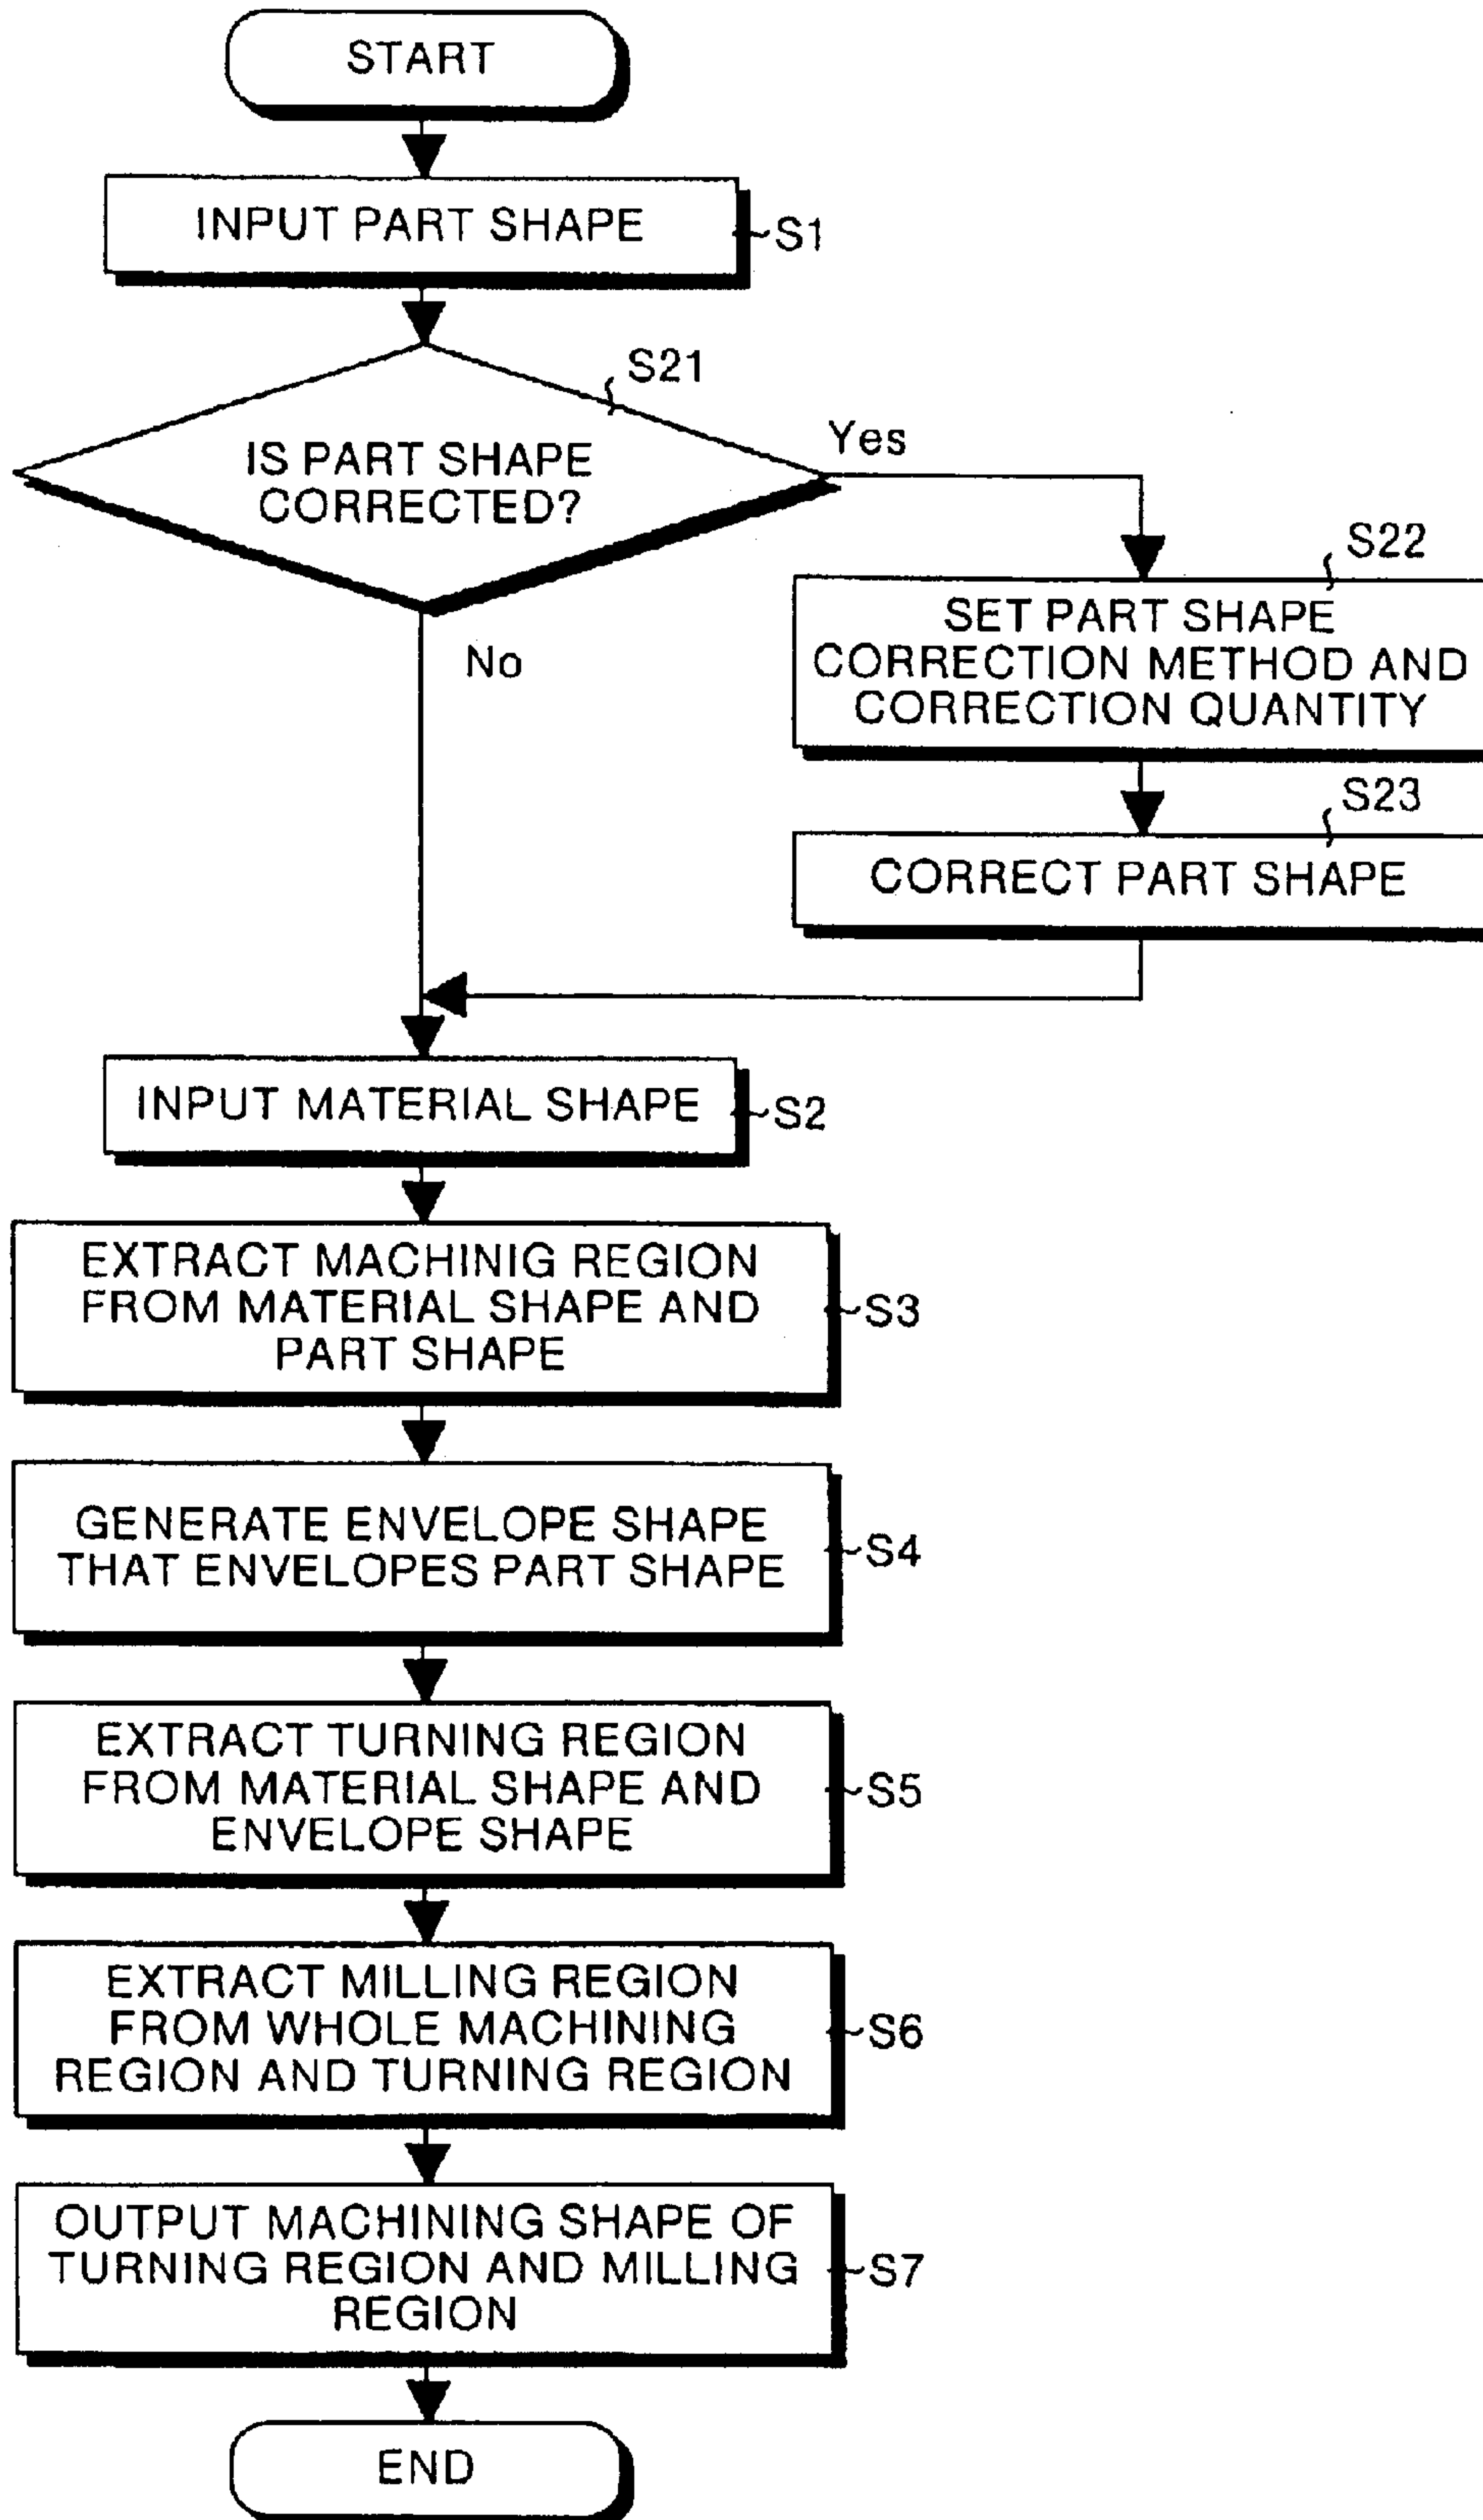 START
INPUT PART SHAPE
S1
S21
IS PART SHAPE
CORRECTED?
Yes
No
S22
SET PART SHAPE
CORRECTION METHOD AND
CORRECTION QUANTITY
S23
CORRECT PART SHAPE
INPUT MATERIAL SHAPE
S2
EXTRACT MACHINIG REGION
FROM MATERIAL SHAPE AND
PART SHAPE
S3
GENERATE ENVELOPE SHAPE
THAT ENVELOPES PART SHAPE
S4
EXTRACT TURNING REGION
FROM MATERIAL SHAPE AND
ENVELOPE SHAPE
S5
EXTRACT MILLING REGION
FROM WHOLE MACHINING
REGION AND TURNING REGION
S6
OUTPUT MACHINING SHAPE OF
TURNING REGION AND MILLING
REGION
S7
END